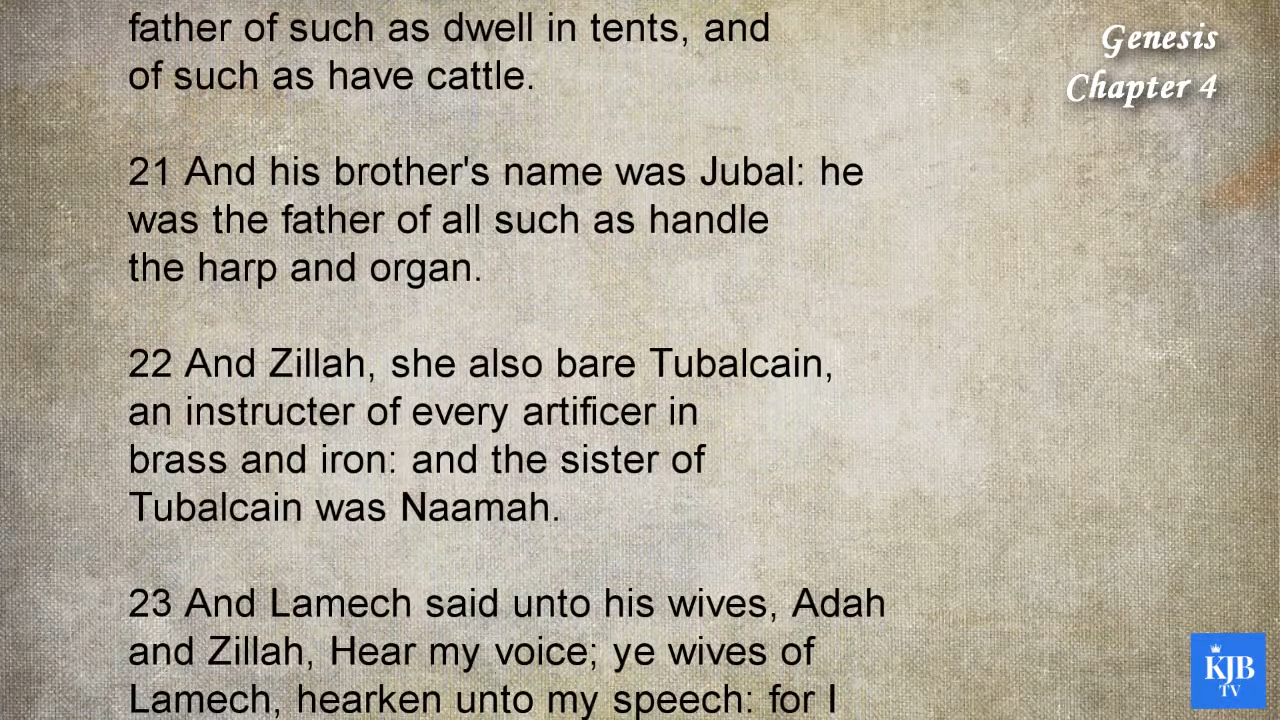 father of such as dwell in tents, and
of such as have cattle.
21 And his brother's name was Jubal: he
was the father of all such as handle
the harp and organ.
22 And Zillah, she also bare Tubalcain,
an instructer of every artificer in
brass and iron: and the sister of
Tubalcain was Naamah.
23 And Lamech said unto his wives, Adah
and Zillah, Hear my voice; ye wives of
Lamech, hearken unto my speech: for I
Genesis
Chapter 4
KJB
TV